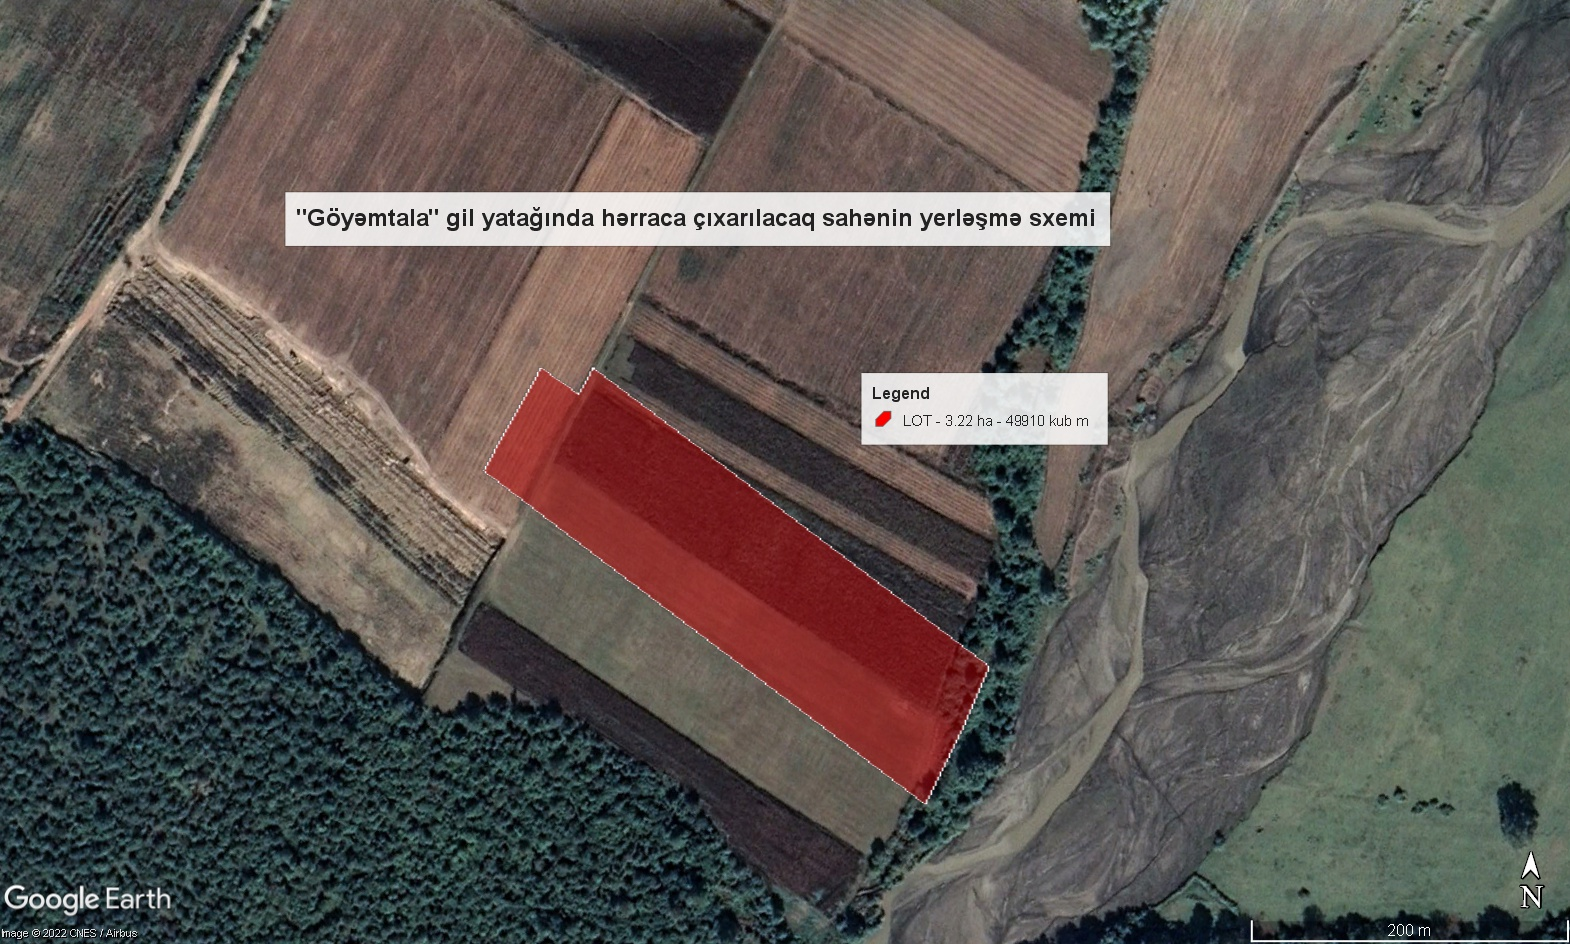 "Göyəmtala" gil yatağında hərraca çıxarılacaq sahənin yerləşmə sxemi
Legend
LOT - 3.22 ha - 49910 kub m
Google Earth
Image © 2022 CNES / Airbus
N
200 m